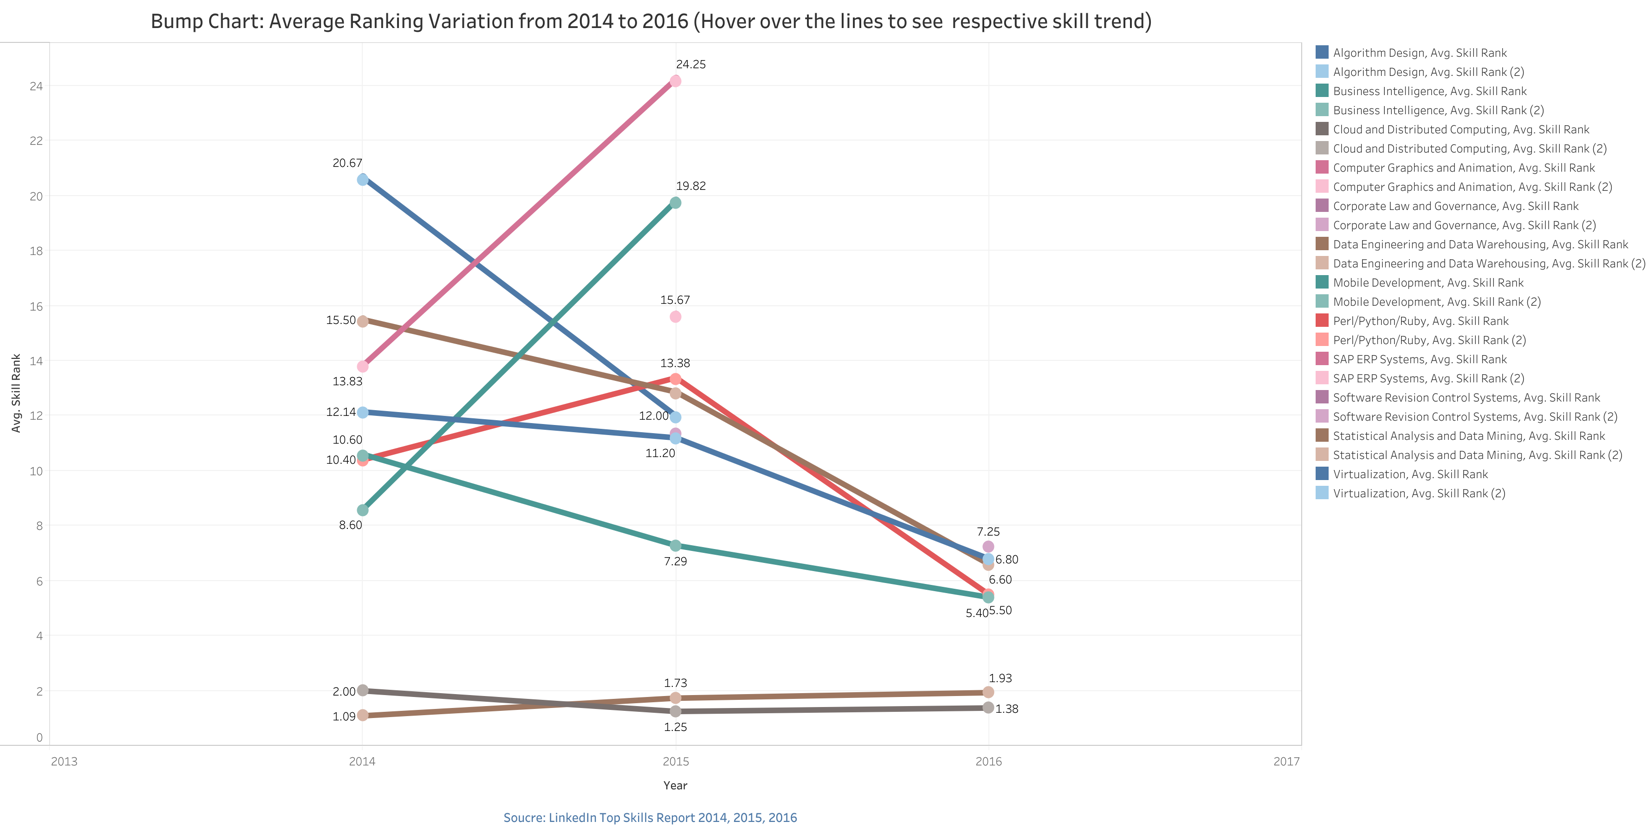 Bump Chart: Average Ranking Variation from 2014 to 2016 (Hover over the lines to see  respective skill trend)
Avg. Skill Rank
24
22
20
18
16
14
12
10
8
6
4
2
0
24.25
20.67
19.82
15.67
15.50
13.83
13.38
12.14
12.00
11.20
10.60
10.40
8.60
7.29
7.25
6.80
6.60
5.40
5.50
2.00
1.09
1.73
1.25
1.93
1.38
2013
2014
2015
2016
2017
Year
Soucre: LinkedIn Top Skills Report 2014, 2015, 2016
Algorithm Design, Avg. Skill Rank
Algorithm Design, Avg. Skill Rank (2)
Business Intelligence, Avg. Skill Rank
Business Intelligence, Avg. Skill Rank (2)
Cloud and Distributed Computing, Avg. Skill Rank
Cloud and Distributed Computing, Avg. Skill Rank (2)
Computer Graphics and Animation, Avg. Skill Rank
Computer Graphics and Animation, Avg. Skill Rank (2)
Corporate Law and Governance, Avg. Skill Rank
Corporate Law and Governance, Avg. Skill Rank (2)
Data Engineering and Data Warehousing, Avg. Skill Rank
Data Engineering and Data Warehousing, Avg. Skill Rank (2)
Mobile Development, Avg. Skill Rank
Mobile Development, Avg. Skill Rank (2)
Perl/Python/Ruby, Avg. Skill Rank
Perl/Python/Ruby, Avg. Skill Rank (2)
SAP ERP Systems, Avg. Skill Rank
SAP ERP Systems, Avg. Skill Rank (2)
Software Revision Control Systems, Avg. Skill Rank
Software Revision Control Systems, Avg. Skill Rank (2)
Statistical Analysis and Data Mining, Avg. Skill Rank
Statistical Analysis and Data Mining, Avg. Skill Rank (2)
Virtualization, Avg. Skill Rank
Virtualization, Avg. Skill Rank (2)